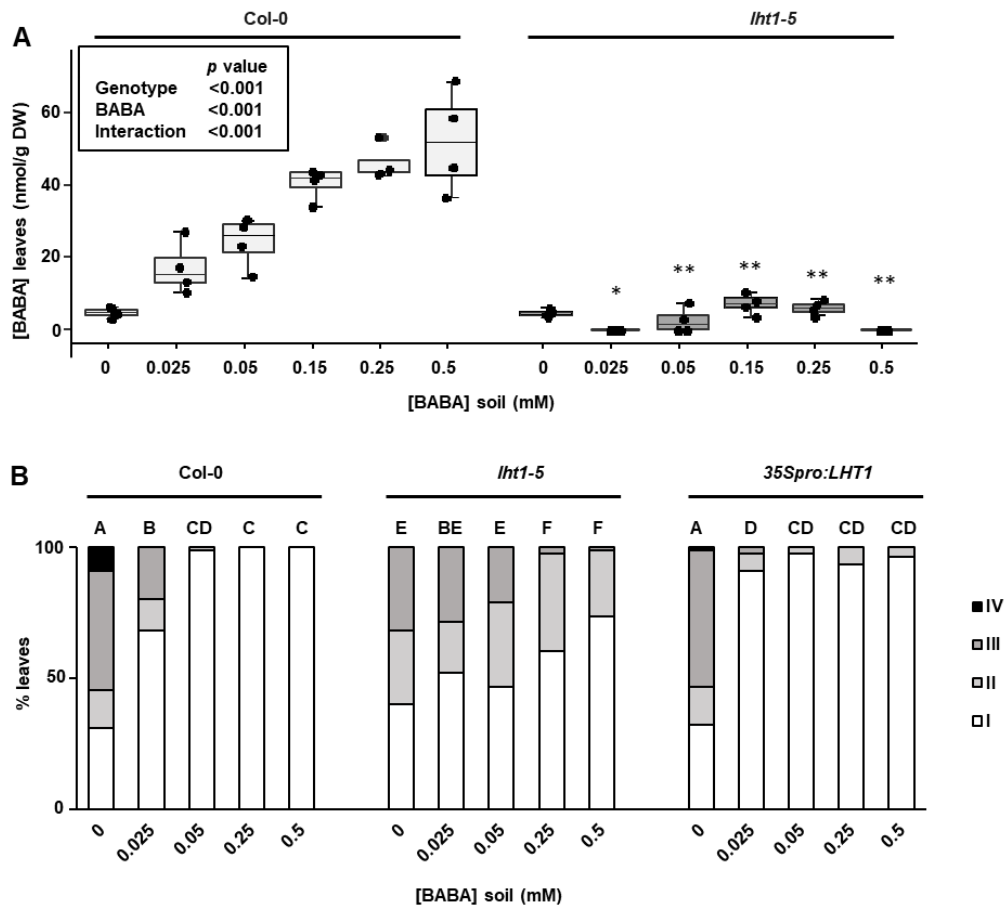 Col-0 lht1-5
A
p value
Genotype <0.001
BABA <0.001
Interaction <0.001
[BABA] leaves (nmol/g DW)
60
40
20
0
* ** ** ** **
0 0.025 0.05 0.15 0.25 0.5 0 0.025 0.05 0.15 0.25 0.5
[BABA] soil (mM)
B
Col-0 lht1-5 35Spro:LHT1
A B CD C C E BE E F F A D CD CD CD
% leaves
100
50
0
IV
III
II
I
0 0.025 0.05 0.25 0.5 0 0.025 0.05 0.25 0.5 0 0.025 0.05 0.25 0.5
[BABA] soil (mM)